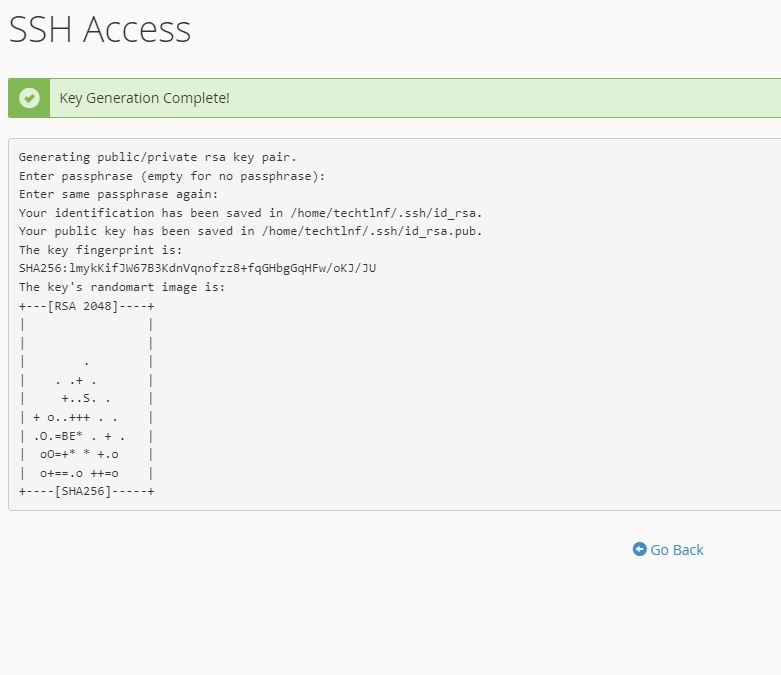 SSH Access
Key Generation Complete!
Generating public/private rsa key pair.
Enter passphrase (empty for no passphrase):
Enter same passphrase again:
Your identification has been saved in /home/techtlnf/.ssh/id_rsa.
Your public key has been saved in /home/techtlnf/.ssh/id_rsa.pub.
The key fingerprint is:
SHA256:lmykKifJW67B3KdnVqnofzz8+fqGHbgGqHFw/oKJ/JU
The key's randomart image is:
+---[RSA 2048]----+
|                 |
|                 |
|        .        |
|    . .+ .       |
|     +..S. .     |
| + o..+++ . .    |
| .O.=BE* . + .   |
|  oO=+* * +.o    |
|  o+==.o ++=o    |
+----[SHA256]-----+
Go Back